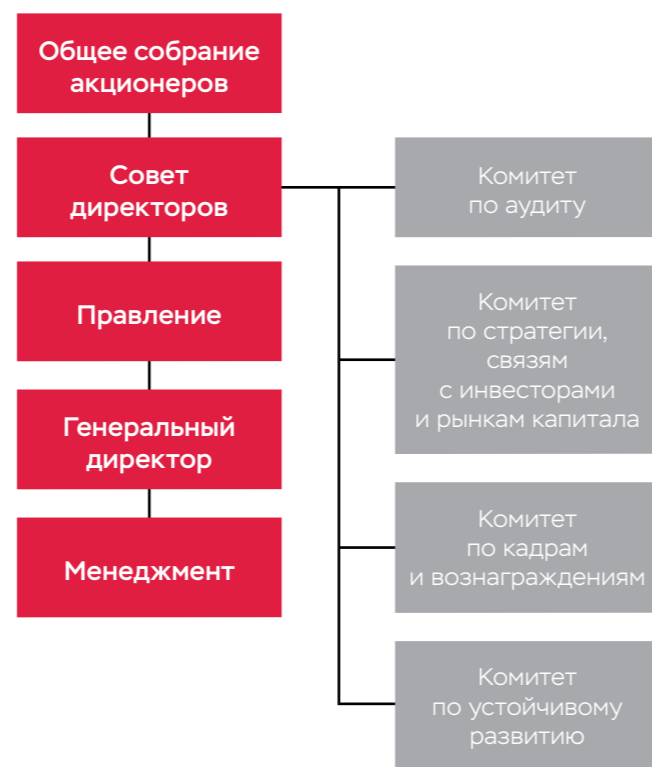 Общее собрание
акционеров
Совет
директоров
Правление
Генеральный
директор
Менеджмент
Комитет
по аудиту
Комитет
по стратегии,
связям
с инвесторами
и рынкам капитала
Комитет
по кадрам
и вознаграждениям
Комитет
по устойчивому
развитию